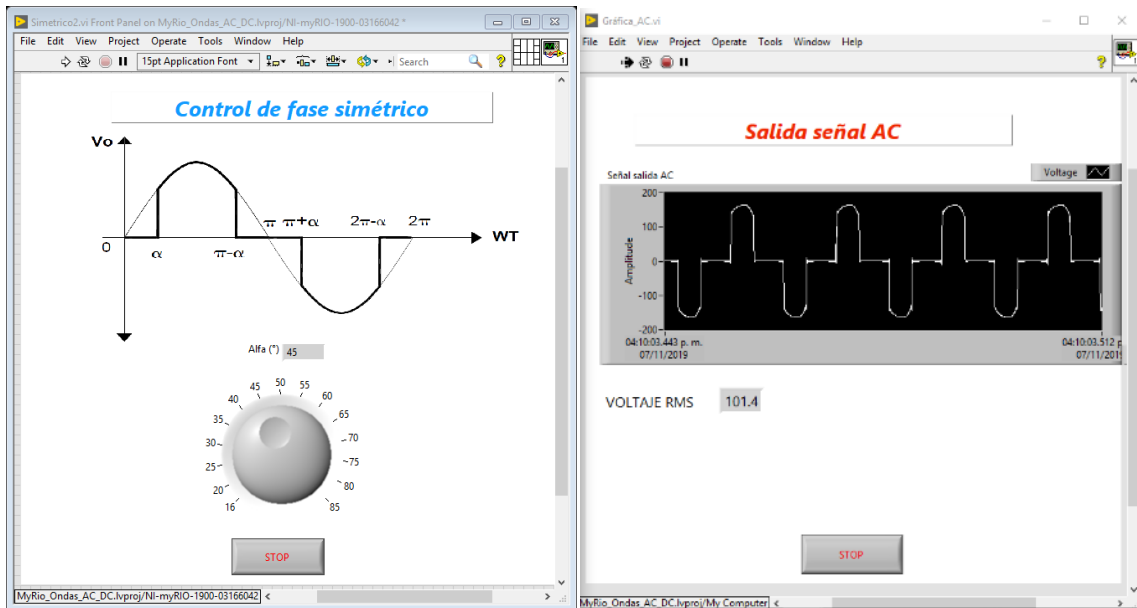 Simetrico2.vi Front Panel on MyRio_Ondas_AC_DC.lvproj/NI-myRIO-1900-03166042 *
File Edit View Project Operate Tools Window Help
15pt Application Font
Search
Control de fase simétrico
Vo
π π+α 2π-α 2π
WT
0
α π-α
Alfa (°) 45
50
45 55
40 60
35 65
30 70
25 75
20 80
16 85
STOP
MyRio_Ondas_AC_DC.lvproj/NI-myRIO-1900-03166042
Gráfica_AC.vi
File Edit View Project Operate Tools Window Help
Salida señal AC
Señal salida AC
Voltage
200
100
0
-100
-200
Amplitude
04:10:03.443 p. m.
07/11/2019
04:10:03.512 p
07/11/201
VOLTAJE RMS 101.4
STOP
MyRio_Ondas_AC_DC.lvproj/My Computer